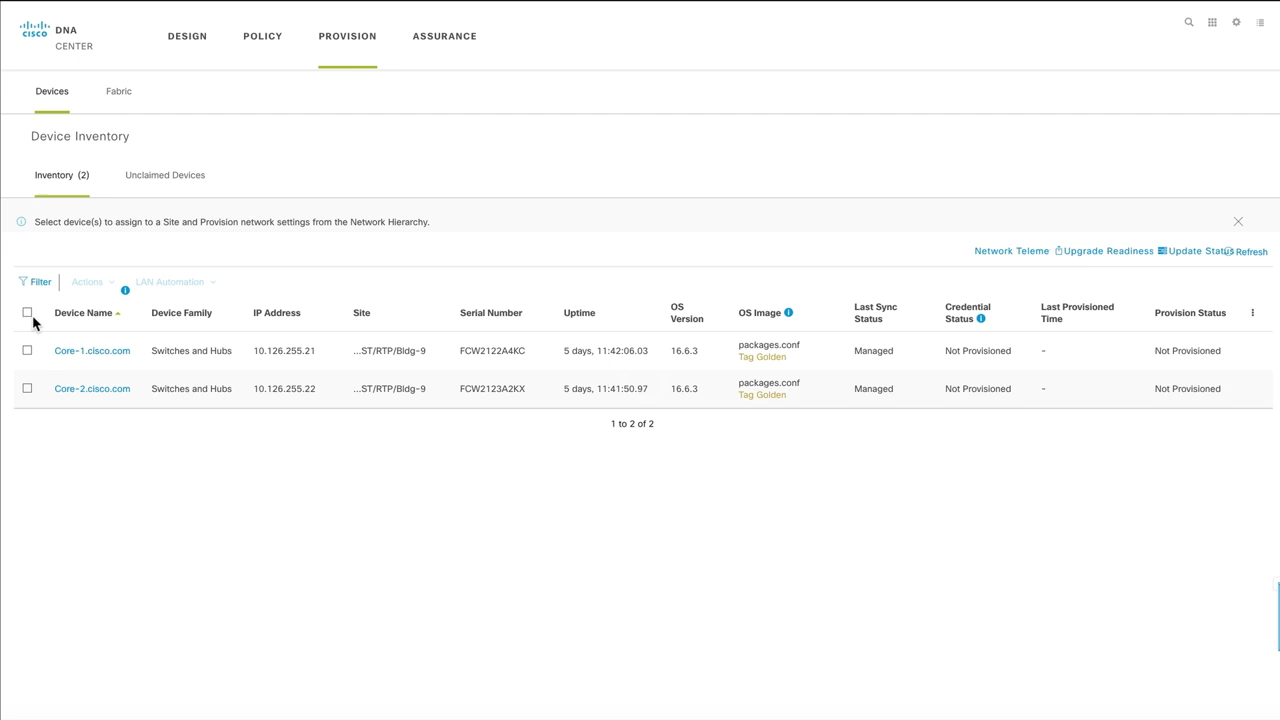 cisco DNA CENTER
DESIGN POLICY PROVISION ASSURANCE
Devices Fabric
Device Inventory
Inventory (2) Unclaimed Devices
Select device(s) to assign to a Site and Provision network settings from the Network Hierarchy.
Network Teleme Upgrade Readiness Update Status Refresh
Filter Actions LAN Automation
Device Name Device Family IP Address Site Serial Number Uptime OS Version OS Image Last Sync Status Credential Status Last Provisioned Time Provision Status
Core-1.cisco.com Switches and Hubs 10.126.255.21 ...ST/RTP/Bldg-9 FCW2122A4KC 5 days, 11:42:06.03 16.6.3 packages.conf Tag Golden Managed Not Provisioned - Not Provisioned
Core-2.cisco.com Switches and Hubs 10.126.255.22 ...ST/RTP/Bldg-9 FCW2123A2KX 5 days, 11:41:50.97 16.6.3 packages.conf Tag Golden Managed Not Provisioned - Not Provisioned
1 to 2 of 2